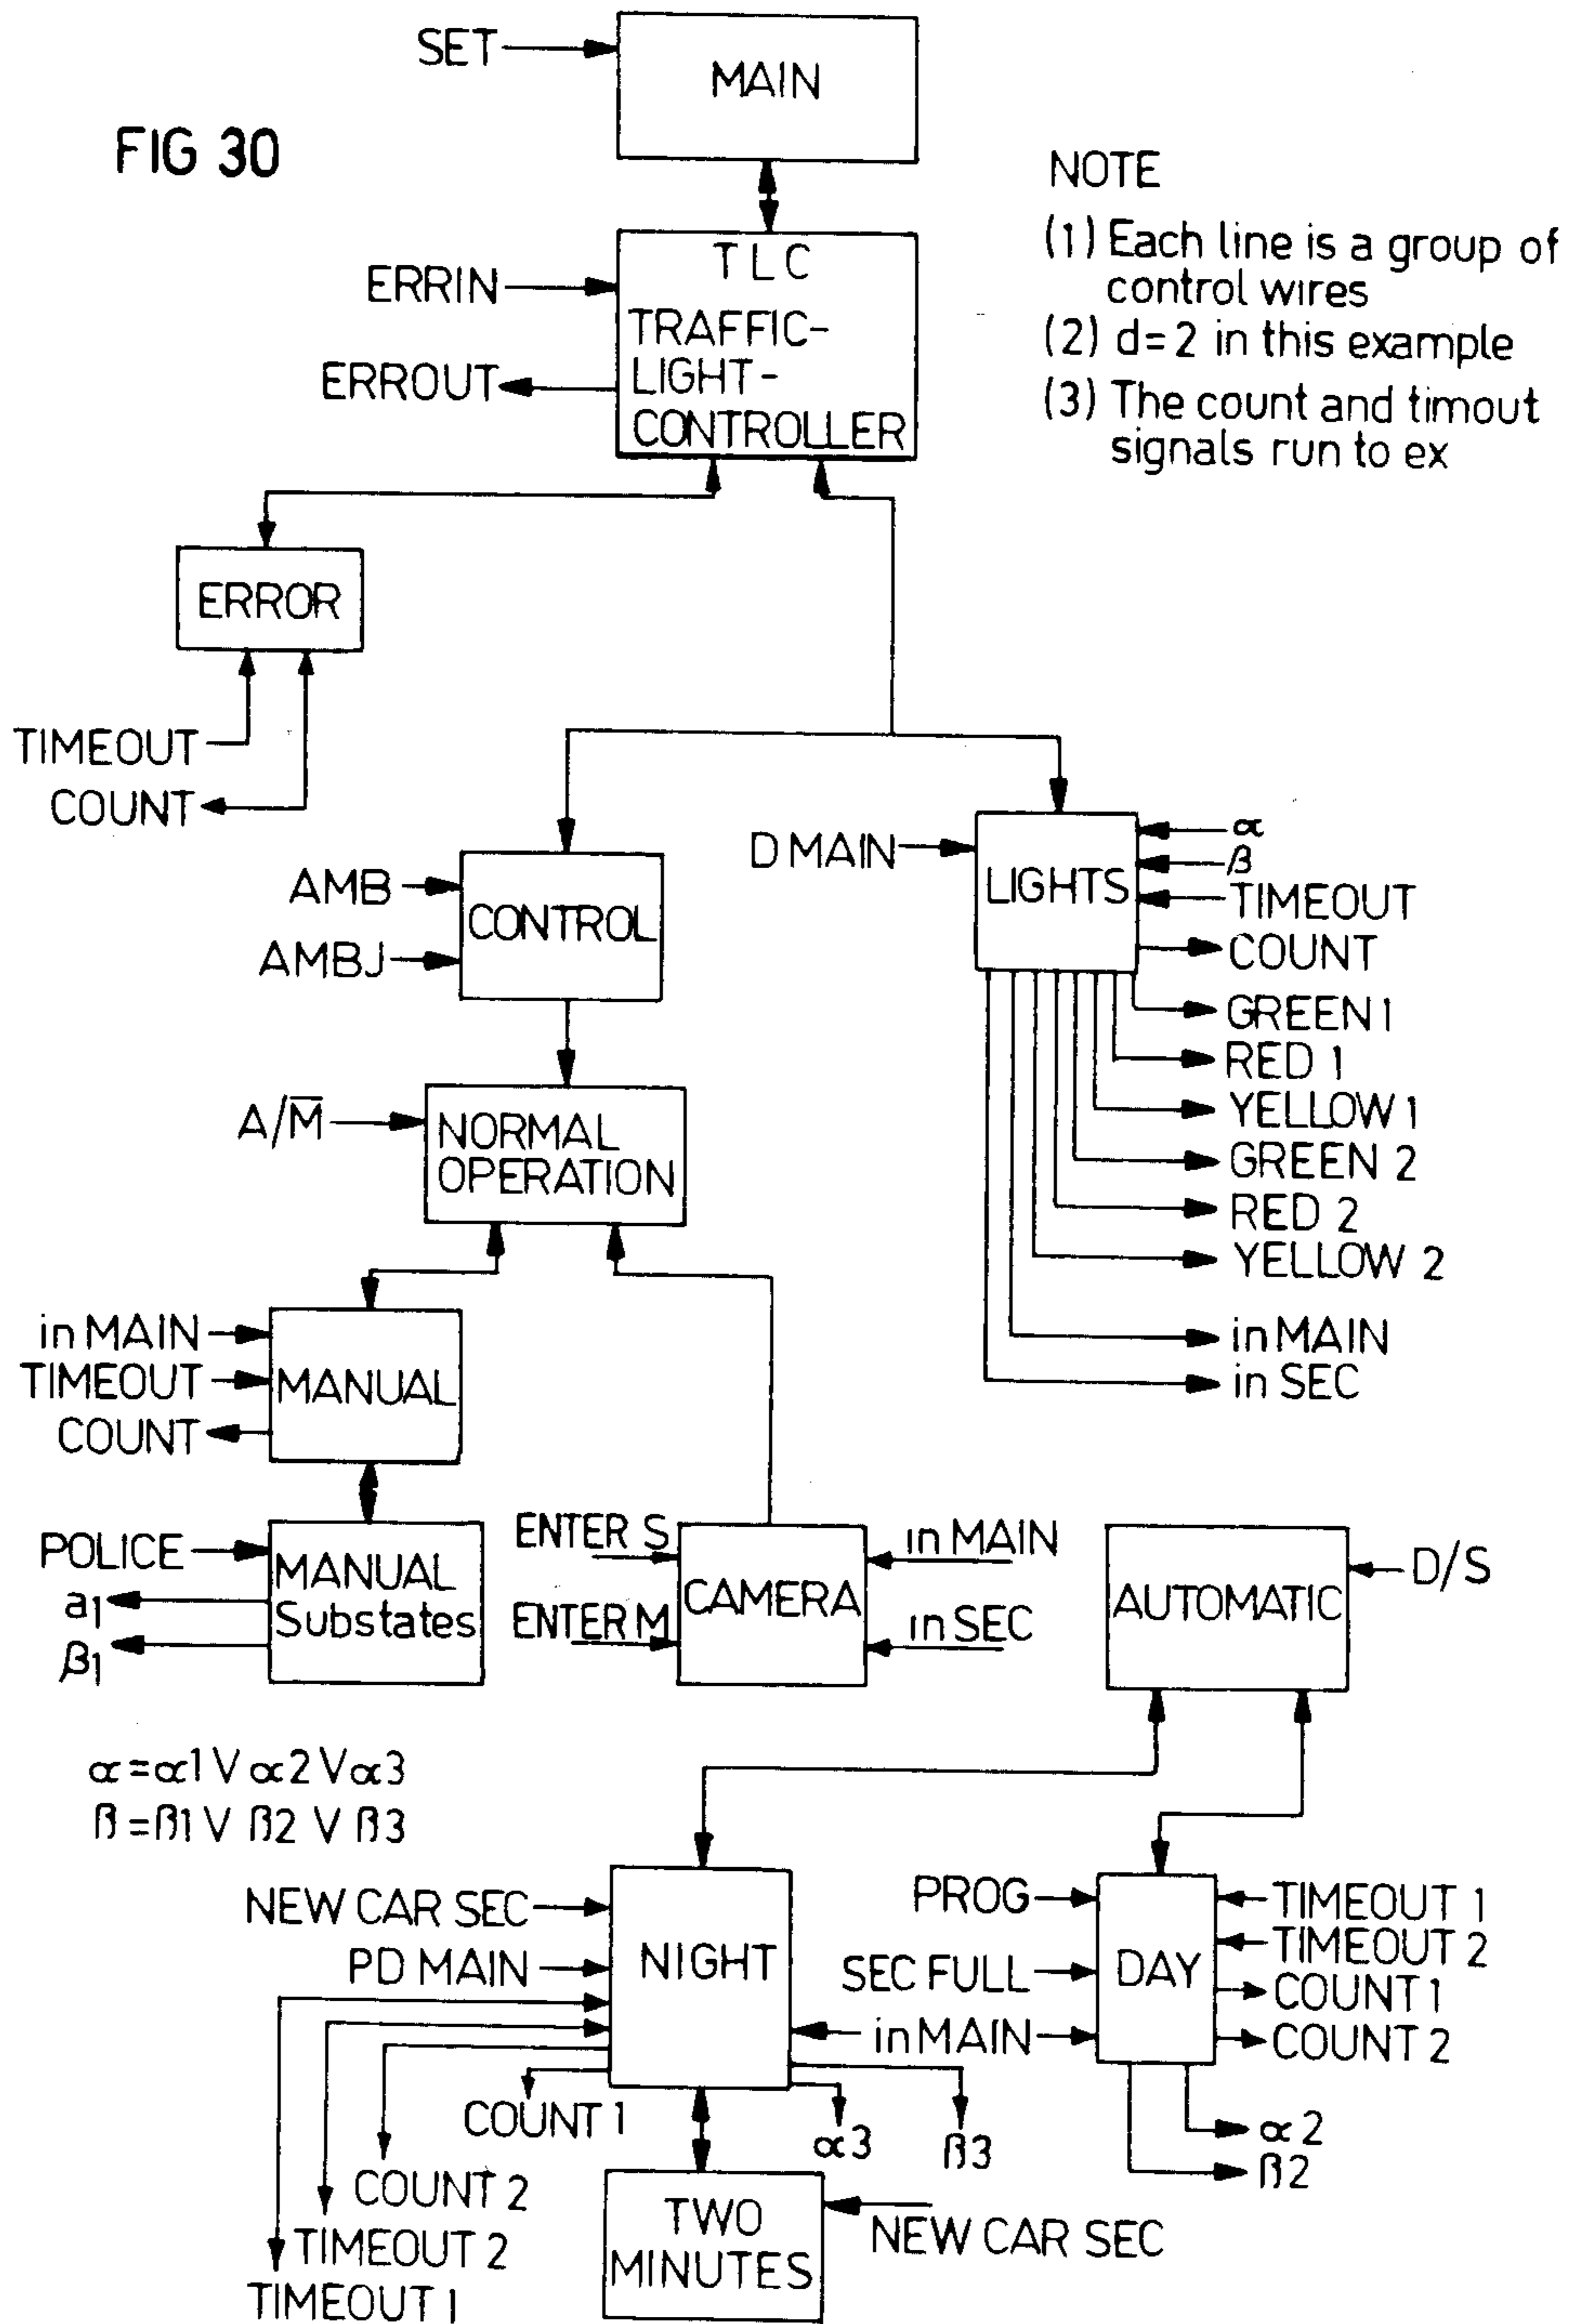 SET
MAIN
FIG 30
NOTE
(1) Each line is a group of
control wires
(2) d=2 in this example
(3) The count and timout
signals run to ex
ERRIN
ERROUT
TLC
TRAFFIC-
LIGHT-
CONTROLLER
ERROR
TIMEOUT
COUNT
AMB
AMBJ
CONTROL
D MAIN
LIGHTS
α
β
TIMEOUT
COUNT
GREEN 1
RED 1
YELLOW 1
GREEN 2
RED 2
YELLOW 2
in MAIN
in SEC
A/M̅
NORMAL
OPERATION
in MAIN
TIMEOUT
COUNT
MANUAL
POLICE
a1
β1
MANUAL
Substates
ENTER S
ENTER M
CAMERA
in MAIN
in SEC
AUTOMATIC
D/S
α=α1 V α2 V α3
β=β1 V β2 V β3
NEW CAR SEC
PD MAIN
NIGHT
PROG
SEC FULL
in MAIN
DAY
TIMEOUT 1
TIMEOUT 2
COUNT 1
COUNT 2
α2
β2
COUNT 1
COUNT 2
TIMEOUT 2
TIMEOUT 1
α3
β3
TWO
MINUTES
NEW CAR SEC